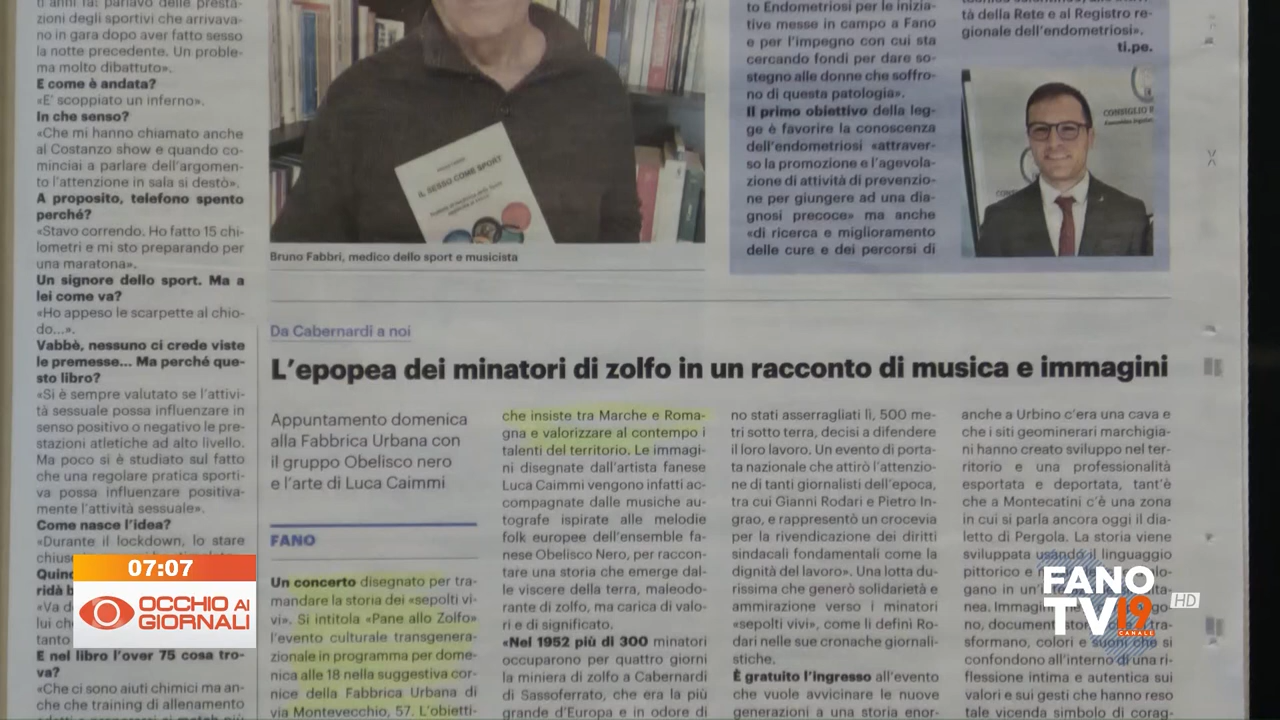 ti anni fa: parlavo delle presta-
zioni degli sportivi che arrivava-
no in gara dopo aver fatto sesso
la notte precedente. Un proble-
ma molto dibattuto».
E come è andata?
«E' scoppiato un inferno».
In che senso?
«Che mi hanno chiamato anche
al Costanzo show e quando co-
minciai a parlare dell'argomen-
to l'attenzione in sala si destò».
A proposito, telefono spento
perché?
«Stavo correndo. Ho fatto 15 chi-
lometri e mi sto preparando per
una maratona».
Un signore dello sport. Ma a
lei come va?
«Ho appeso le scarpette al chio-
do...».
Vabbè, nessuno ci crede viste
le premesse... Ma perché que-
sto libro?
«Si è sempre valutato se l'attivi-
tà sessuale possa influenzare in
senso positivo o negativo le pre-
stazioni atletiche ad alto livello.
Ma poco si è studiato sul fatto
che una regolare pratica sporti-
va possa influenzare positiva-
mente l'attività sessuale».
Come nasce l'idea?
«Durante il lockdown, lo stare
chiusi
ridà
«Va d
lui ch
tanto
E nel libro l'over 75 cosa tro-
va?
«Che ci sono aiuti chimici ma an-
che che training di allenamento
IL SESSO COME SPORT
Bruno Fabbri, medico dello sport e musicista
to Endometriosi per le inizia-
tive messe in campo a Fano
e per l'impegno con cui sta
cercando fondi per dare so-
stegno alle donne che soffro-
no di questa patologia».
Il primo obiettivo della leg-
ge è favorire la conoscenza
dell'endometriosi «attraver-
so la promozione e l'agevola-
zione di attività di prevenzio-
ne per giungere ad una dia-
gnosi precoce» ma anche
«di ricerca e miglioramento
delle cure e dei percorsi di
tà della Rete e al Registro re-
gionale dell'endometriosi».
ti.pe.
CONSIGLIO
Da Cabernardi a noi
L'epopea dei minatori di zolfo in un racconto di musica e immagini
Appuntamento domenica
alla Fabbrica Urbana con
il gruppo Obelisco nero
e l'arte di Luca Caimmi
FANO
Un concerto disegnato per tra-
mandare la storia dei «sepolti vi-
vi». Si intitola «Pane allo Zolfo»
l'evento culturale transgenera-
zionale in programma per dome-
nica alle 18 nella suggestiva cor-
nice della Fabbrica Urbana di
via Montevecchio, 57. L'obietti-
che insiste tra Marche e Roma-
gna e valorizzare al contempo i
talenti del territorio. Le immagi-
ni disegnate dall'artista fanese
Luca Caimmi vengono infatti ac-
compagnate dalle musiche au-
tografe ispirate alle melodie
folk europee dell'ensemble fa-
nese Obelisco Nero, per raccon-
tare una storia che emerge dal-
le viscere della terra, maleodo-
rante di zolfo, ma carica di valo-
ri e di significato.
«Nel 1952 più di 300 minatori
occuparono per quattro giorni
la miniera di zolfo a Cabernardi
di Sassoferrato, che era la più
grande d'Europa e in odore di
no stati asserragliati lì, 500 me-
tri sotto terra, decisi a difendere
il loro lavoro. Un evento di porta-
ta nazionale che attirò l'attenzio-
ne di tanti giornalisti dell'epoca,
tra cui Gianni Rodari e Pietro In-
grao, e rappresentò un crocevia
per la rivendicazione dei diritti
sindacali fondamentali come la
dignità del lavoro». Una lotta du-
rissima che generò solidarietà e
ammirazione verso i minatori
«sepolti vivi», come li definì Ro-
dari nelle sue cronache giornali-
stiche.
È gratuito l'ingresso all'evento
che vuole avvicinare le nuove
generazioni a una storia enor-
anche a Urbino c'era una cava e
che i siti geominerari marchigia-
ni hanno creato sviluppo nel ter-
ritorio e una professionalità
esportata e deportata, tant'è
che a Montecatini c'è una zona
in cui si parla ancora oggi il dia-
letto di Pergola. La storia viene
sviluppata usando il linguaggio
pittorico e
gano in un
nea. Immag
no, document
sformano, colori e suoni che si
confondono all'interno di una ri-
flessione intima e autentica sui
valori e sui gesti che hanno reso
tale vicenda simbolo di corag-
07:07
OCCHIO AI
GIORNALI
FANO
TV19
CANALE
HD